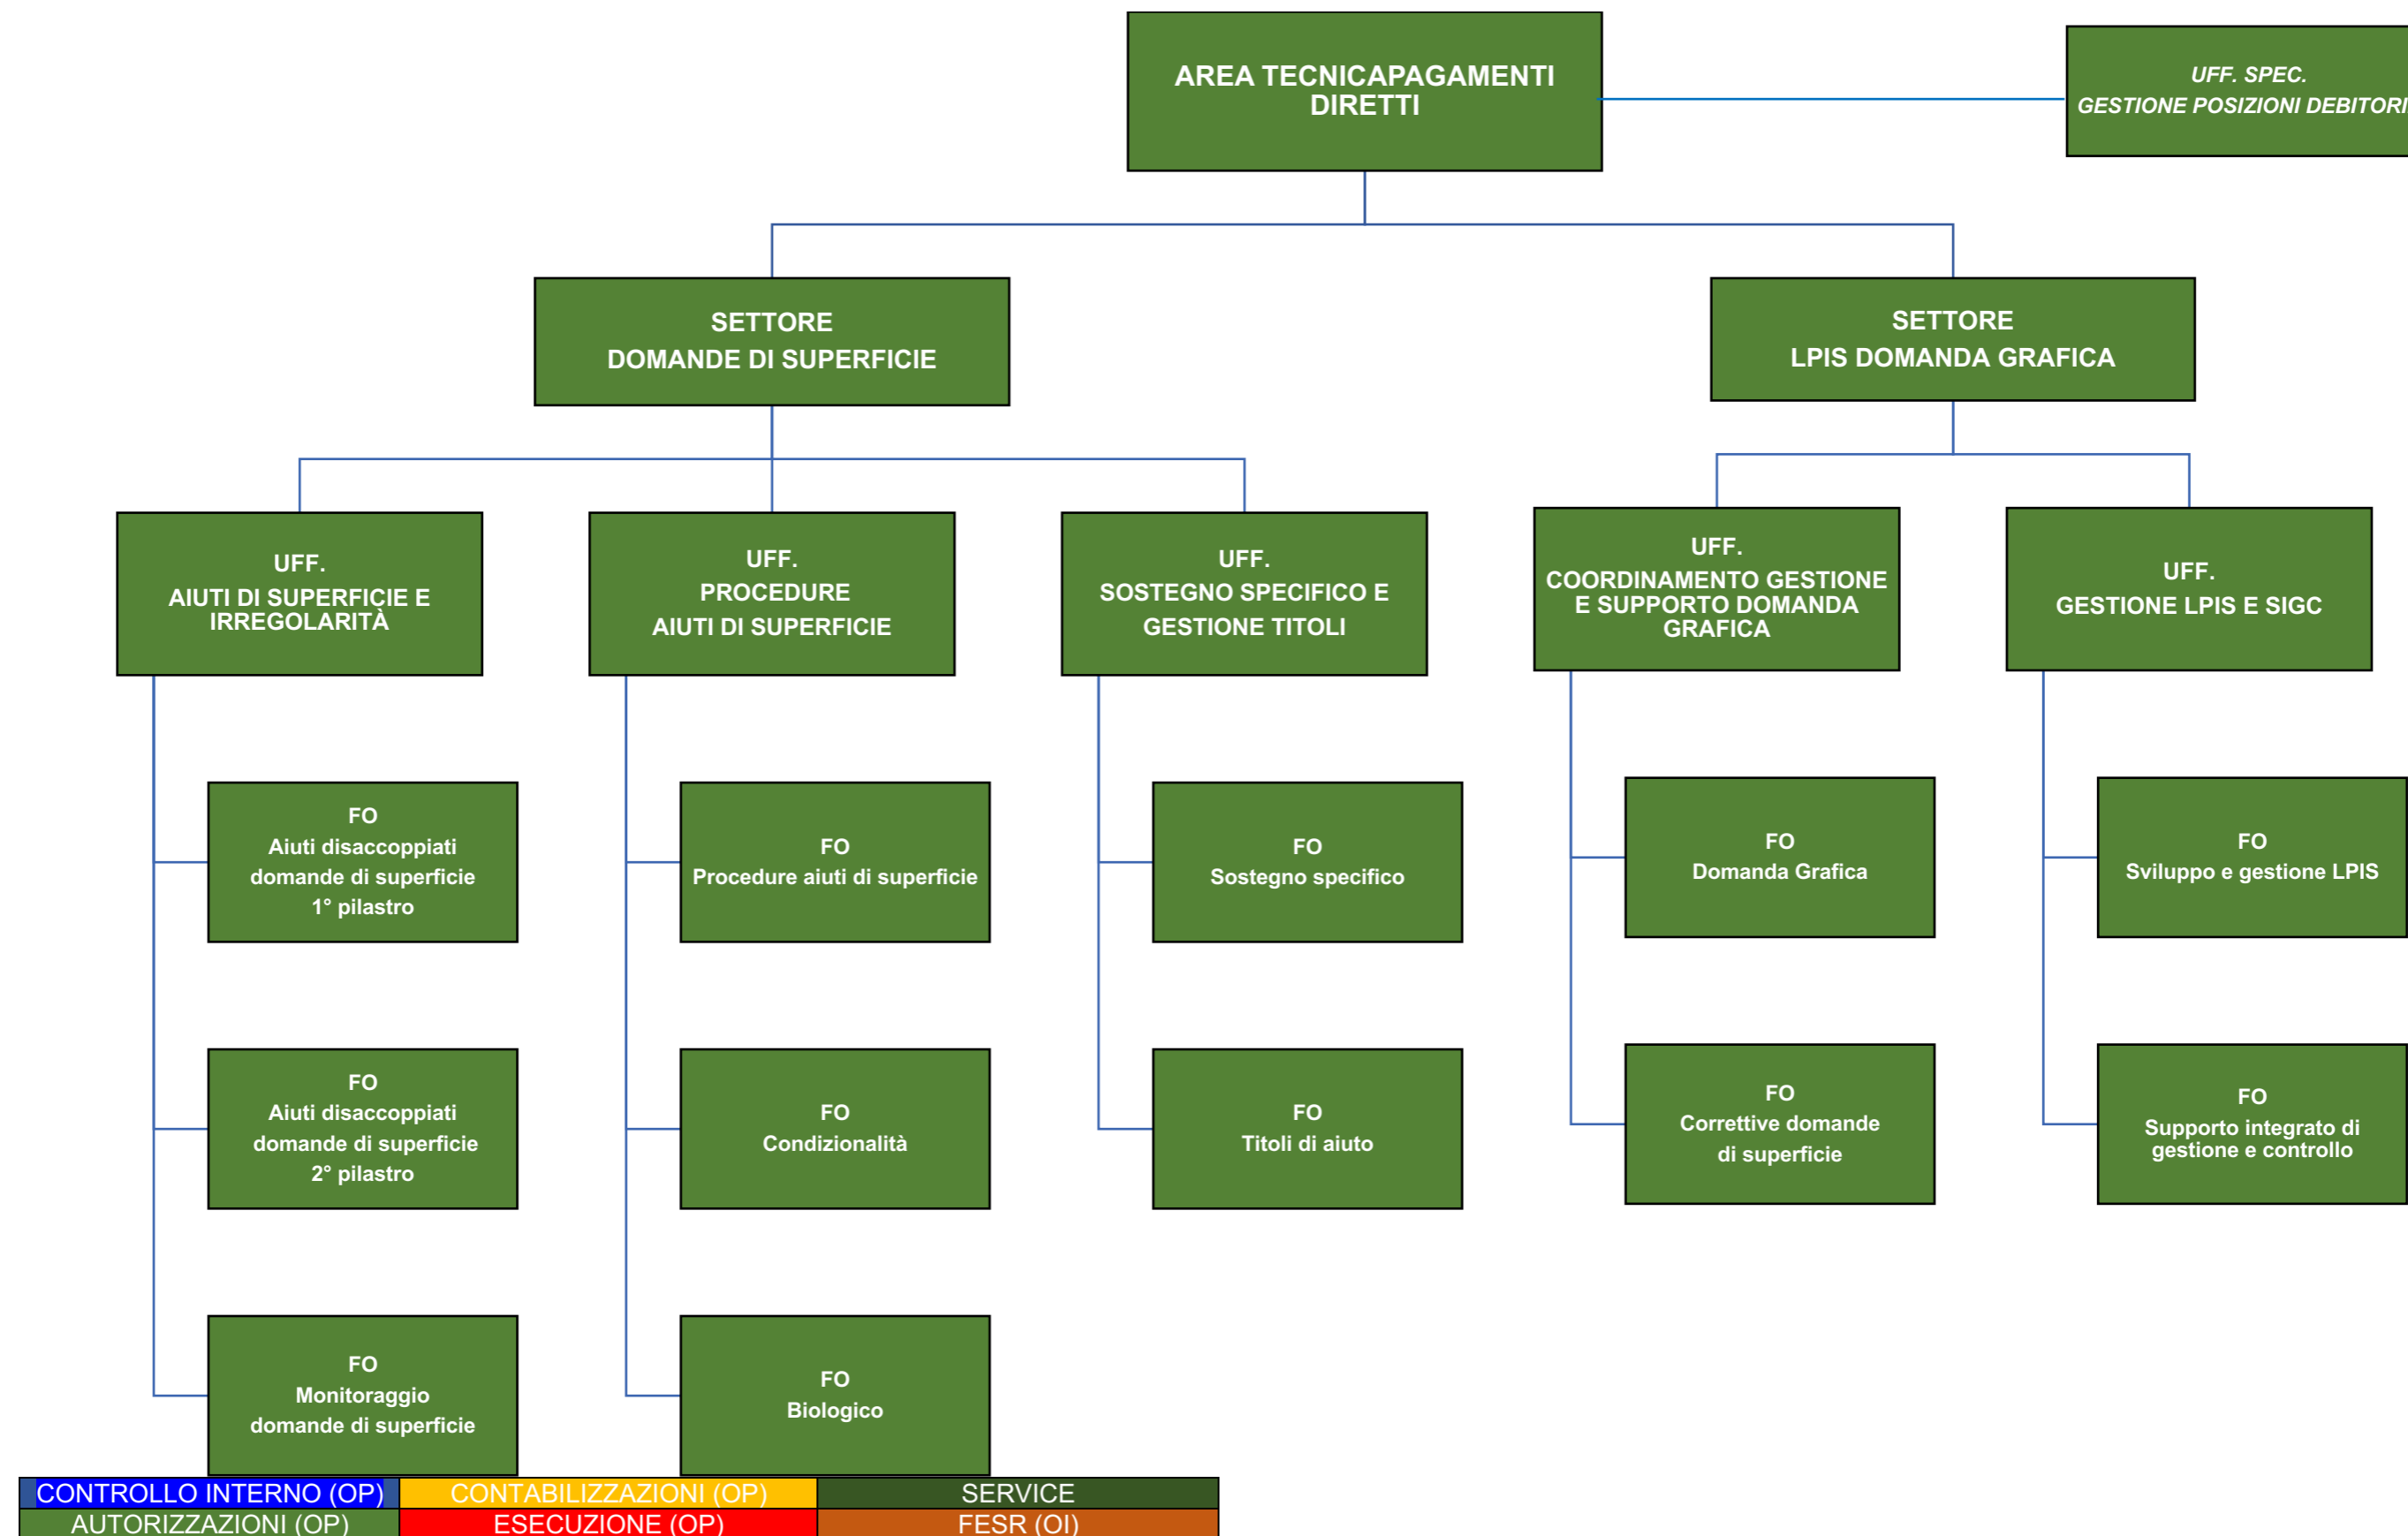 AREA TECNICAPAGAMENTI
DIRETTI
UFF. SPEC.
GESTIONE POSIZIONI DEBITORI
SETTORE
DOMANDE DI SUPERFICIE
SETTORE
LPIS DOMANDA GRAFICA
UFF.
AIUTI DI SUPERFICIE E
IRREGOLARITÀ
UFF.
PROCEDURE
AIUTI DI SUPERFICIE
UFF.
SOSTEGNO SPECIFICO E
GESTIONE TITOLI
UFF.
COORDINAMENTO GESTIONE
E SUPPORTO DOMANDA
GRAFICA
UFF.
GESTIONE LPIS E SIGC
FO
Aiuti disaccoppiati
domande di superficie
1° pilastro
FO
Procedure aiuti di superficie
FO
Sostegno specifico
FO
Domanda Grafica
FO
Sviluppo e gestione LPIS
FO
Aiuti disaccoppiati
domande di superficie
2° pilastro
FO
Condizionalità
FO
Titoli di aiuto
FO
Correttive domande
di superficie
FO
Supporto integrato di
gestione e controllo
FO
Monitoraggio
domande di superficie
FO
Biologico
CONTROLLO INTERNO (OP)
CONTABILIZZAZIONI (OP)
SERVICE
AUTORIZZAZIONI (OP)
ESECUZIONE (OP)
FESR (OI)